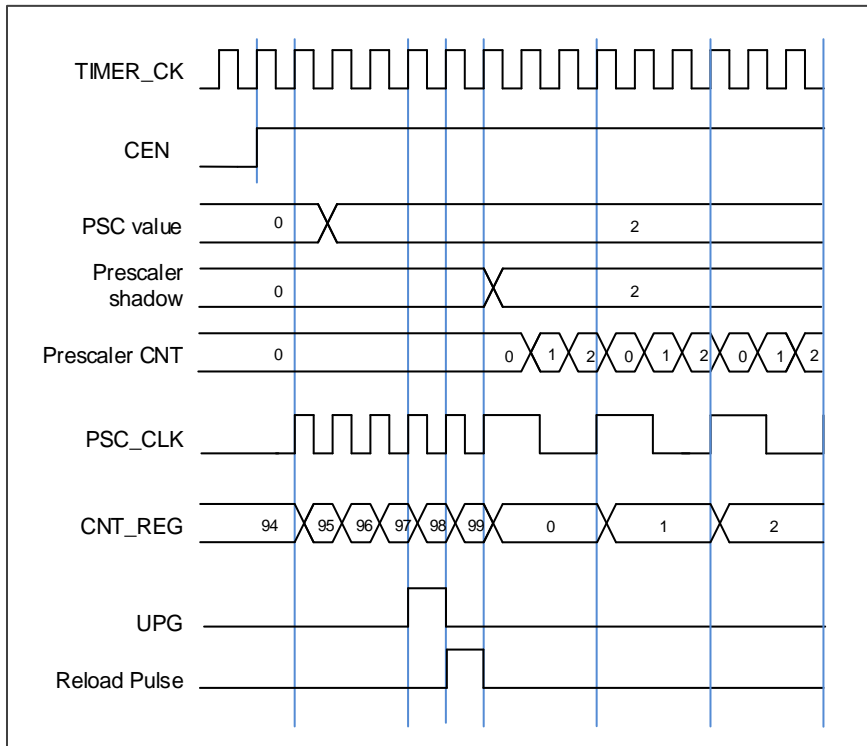 TIMER_CK
CEN
PSC value 0 2
Prescaler
shadow 0 2
Prescaler CNT 0 0 1 2 0 1 2 0 1 2
PSC_CLK
CNT_REG 94 95 96 97 98 99 0 1 2
UPG
Reload Pulse